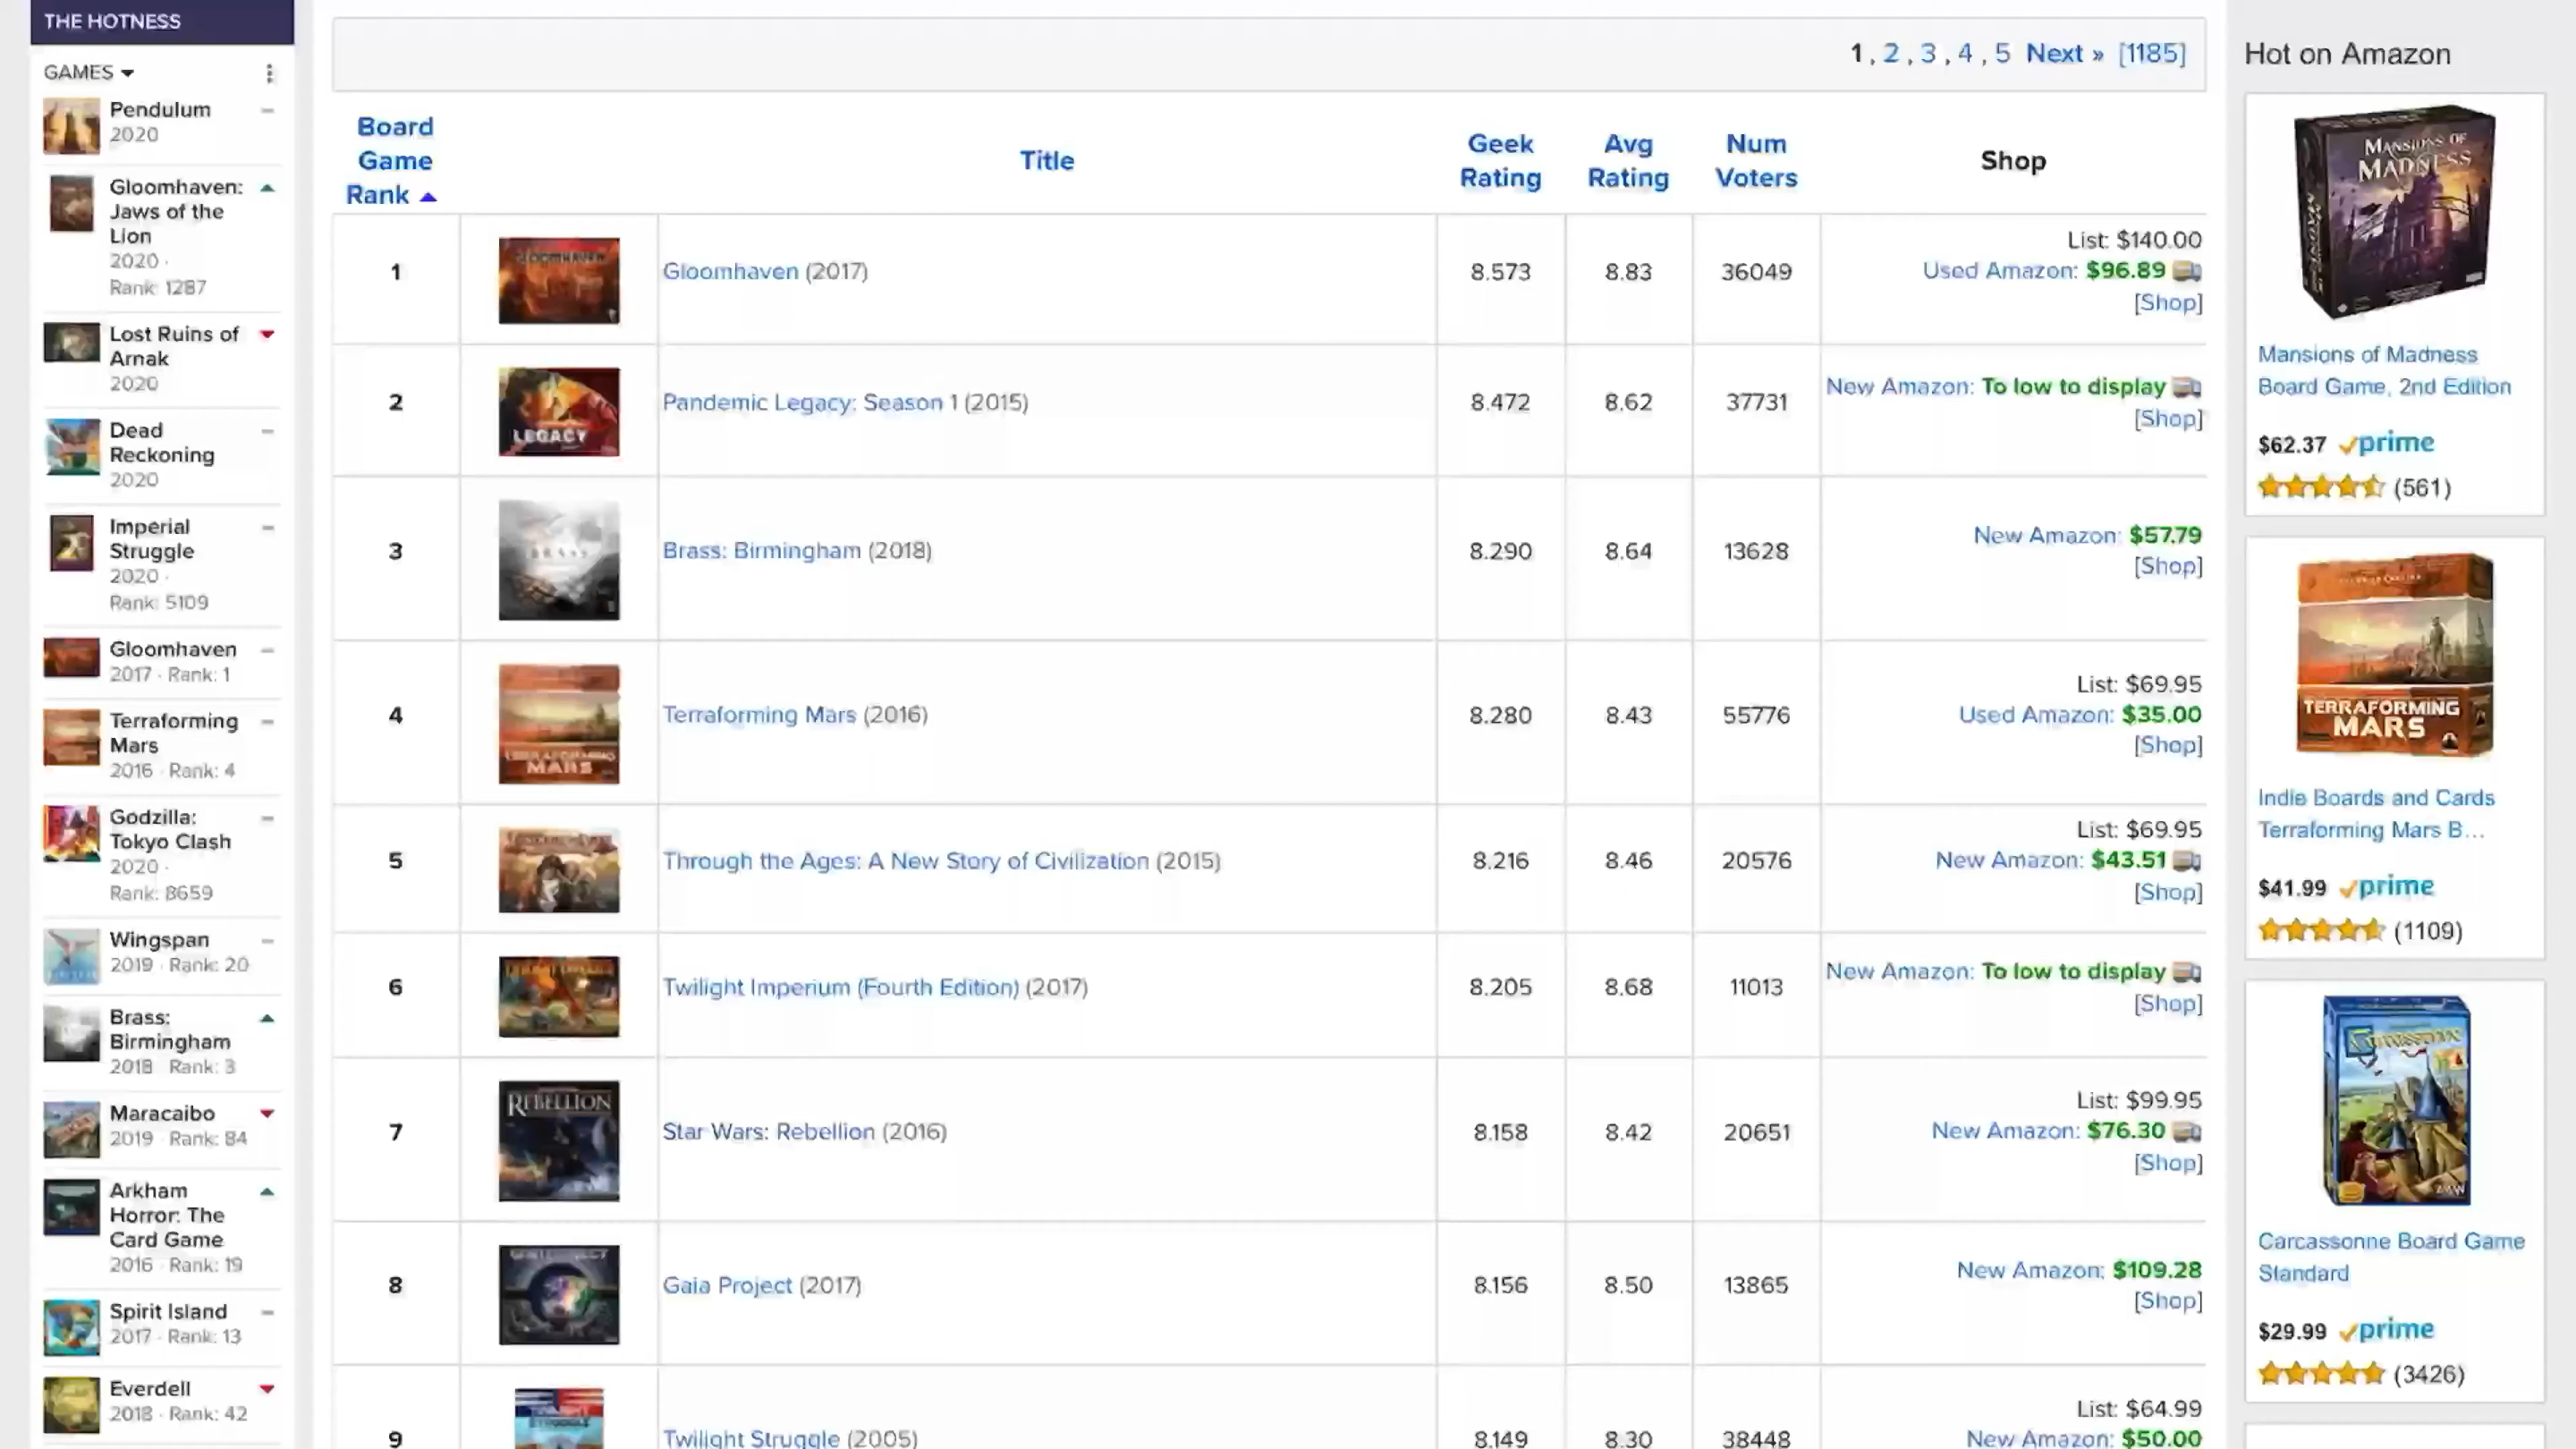 THE HOTNESS
GAMES
Pendulum
2020
Gloomhaven:
Jaws of the
Lion
2020 ·
Rank: 1287
Lost Ruins of
Arnak
2020
Dead
Reckoning
2020
Imperial
Struggle
2020 ·
Rank: 5109
Gloomhaven
2017 · Rank: 1
Terraforming
Mars
2016 · Rank: 4
Godzilla:
Tokyo Clash
2020 ·
Rank: 8659
Wingspan
2019 · Rank: 20
Brass:
Birmingham
2018 Rank: 3
Maracaibo
2019 · Rank: 84
Arkham
Horror: The
Card Game
2016 · Rank: 19
Spirit Island
2017 · Rank: 13
Everdell
2018 · Rank: 42
1 , 2 , 3 , 4 , 5 Next » [1185]
Board Game Rank Title Geek Rating Avg Rating Num Voters Shop
GLOOMHAVEN
1 Gloomhaven (2017) 8.573 8.83 36049
List: $140.00
Used Amazon: $96.89
[Shop]
LEGACY
2 Pandemic Legacy: Season 1 (2015) 8.472 8.62 37731
New Amazon: To low to display
[Shop]
BRASS
3 Brass: Birmingham (2018) 8.290 8.64 13628
New Amazon: $57.79
[Shop]
TERRAFORMING
MARS
4 Terraforming Mars (2016) 8.280 8.43 55776
List: $69.95
Used Amazon: $35.00
[Shop]
5 Through the Ages: A New Story of Civilization (2015) 8.216 8.46 20576
List: $69.95
New Amazon: $43.51
[Shop]
6 Twilight Imperium (Fourth Edition) (2017) 8.205 8.68 11013
New Amazon: To low to display
[Shop]
REBELLION
7 Star Wars: Rebellion (2016) 8.158 8.42 20651
List: $99.95
New Amazon: $76.30
[Shop]
8 Gaia Project (2017) 8.156 8.50 13865
New Amazon: $109.28
[Shop]
STRUGGLE
9 Twilight Struggle (2005) 8.149 8.30 38448
List: $64.99
New Amazon: $50.00
Hot on Amazon
MANSIONS OF
MADNESS
Mansions of Madness
Board Game, 2nd Edition
$62.37 prime
(561)
TERRAFORMING
MARS
Indie Boards and Cards
Terraforming Mars B...
$41.99 prime
(1109)
Carcassonne
Z-MAN
Carcassonne Board Game
Standard
$29.99 prime
(3426)